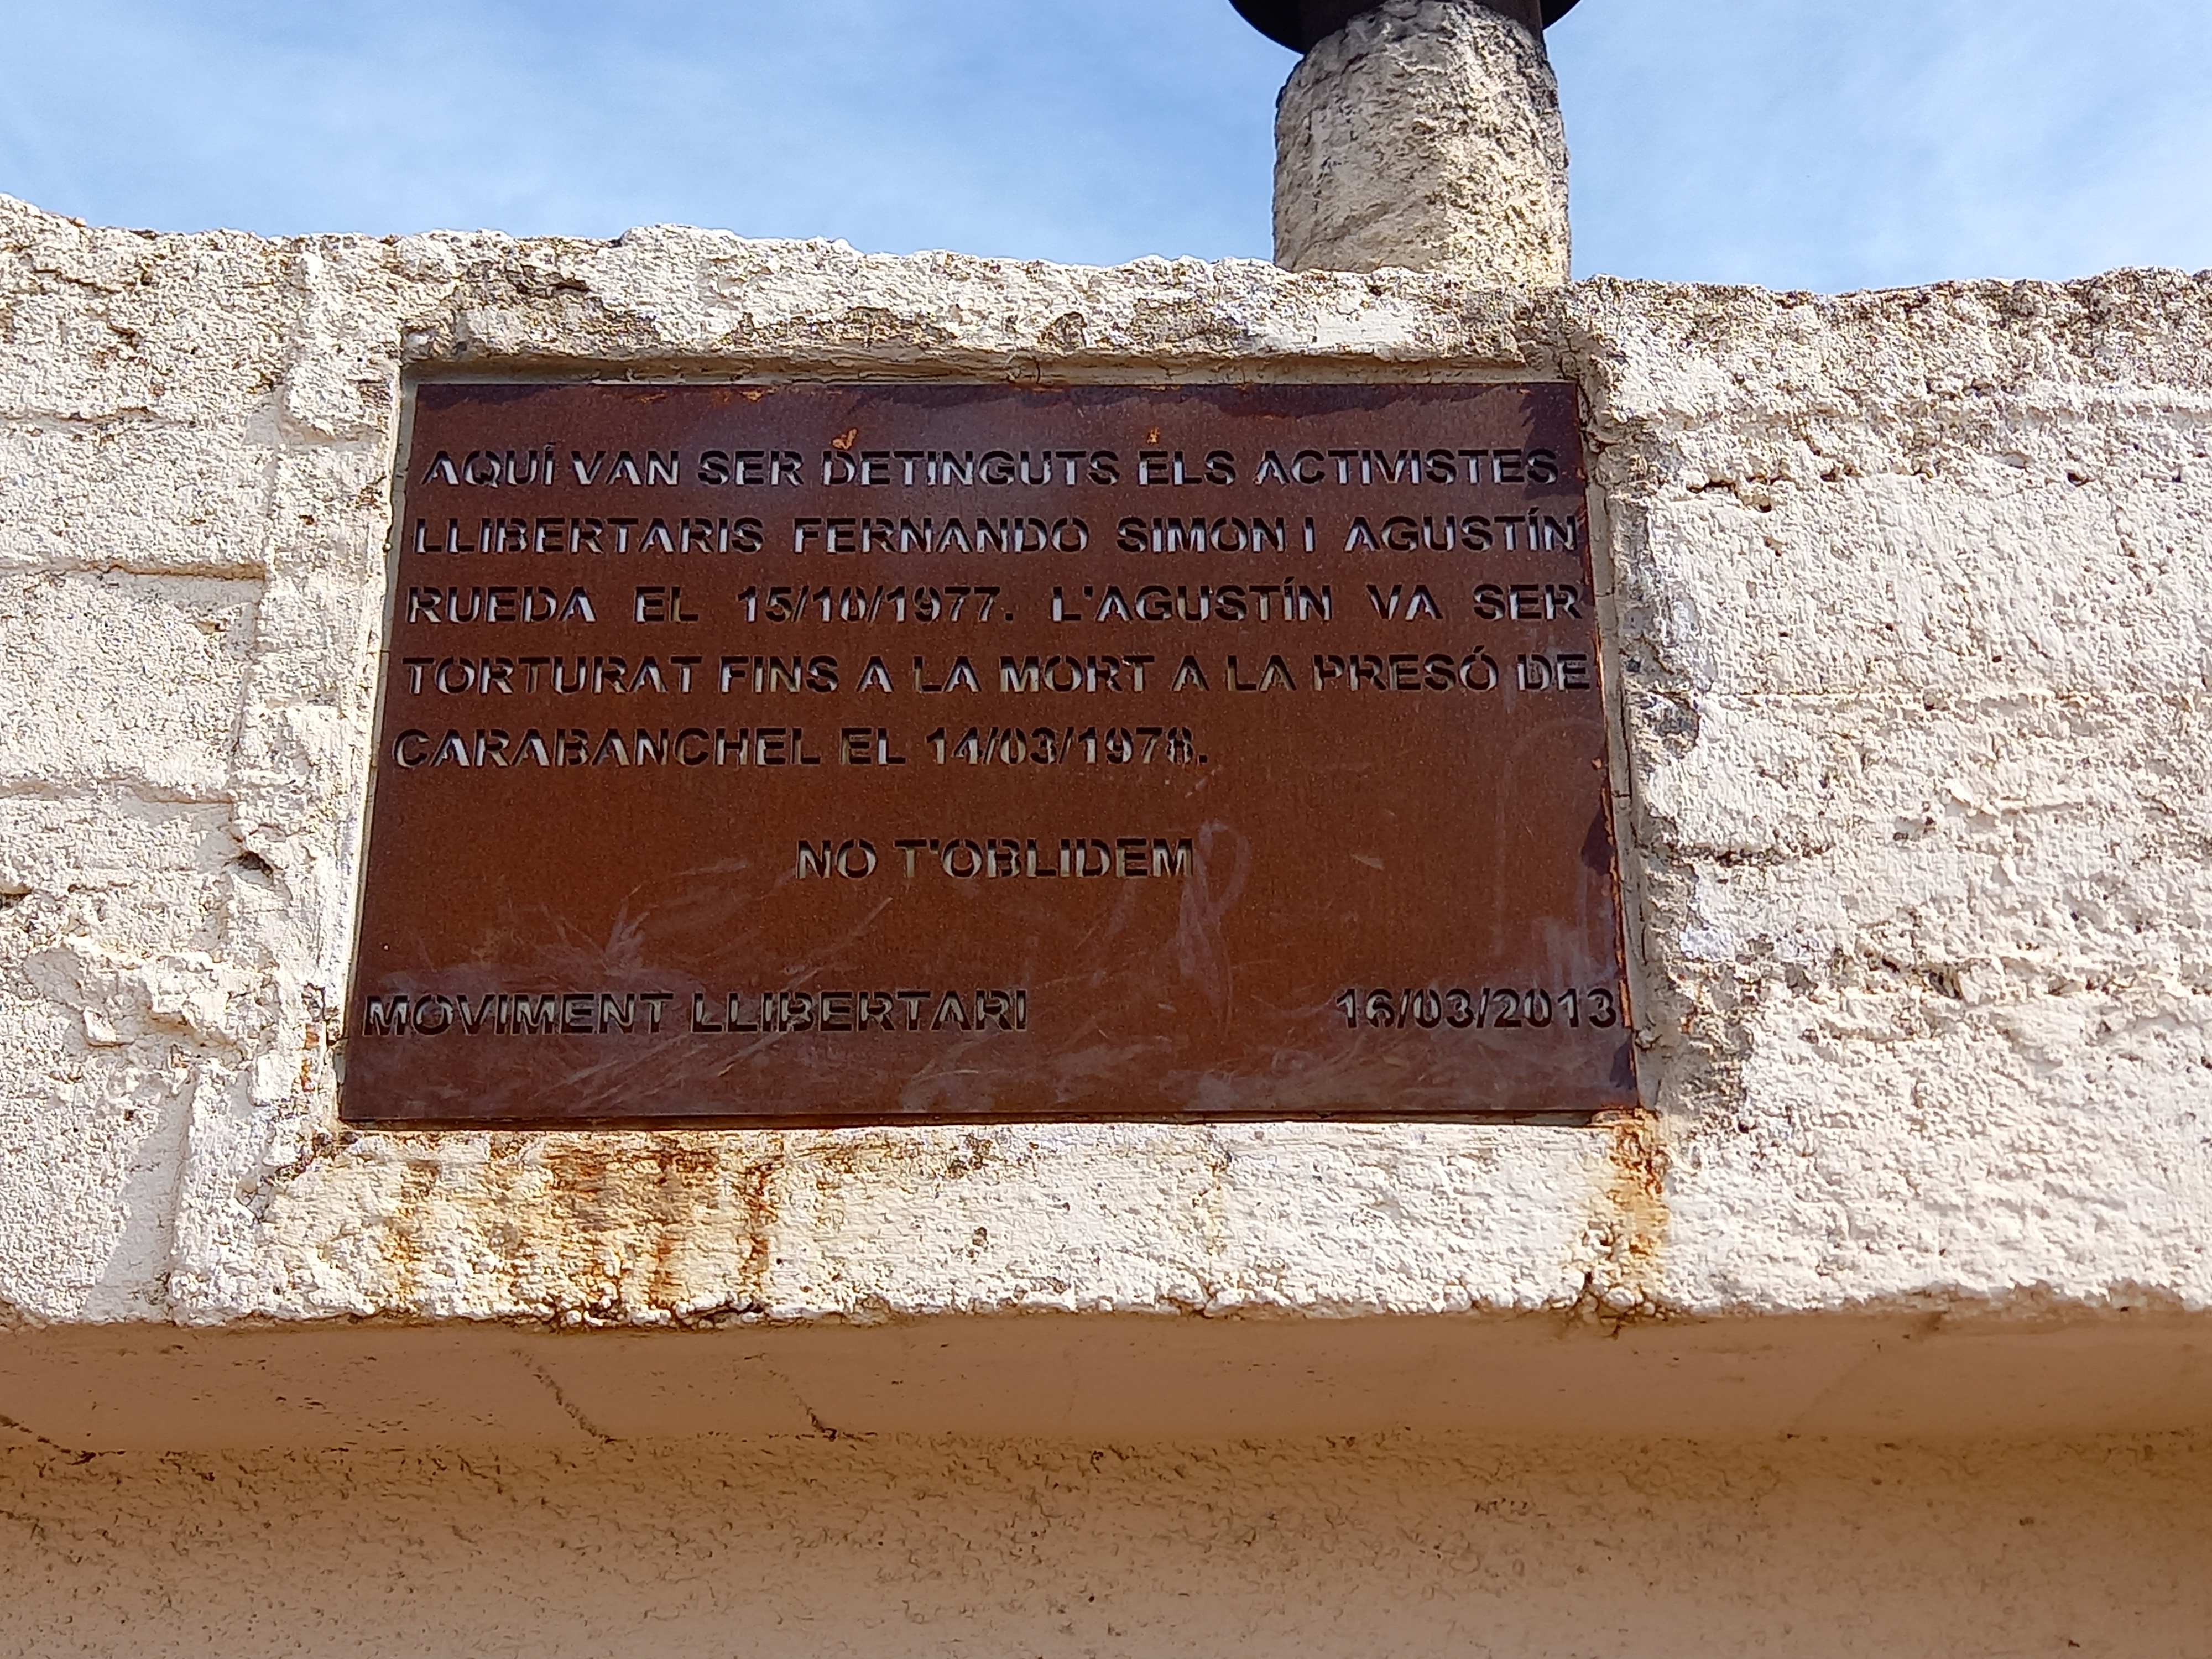 AQUÍ VAN SER DETINGUTS ELS ACTIVISTES
LLIBERTARIS FERNANDO SIMON I AGUSTÍN
RUEDA EL 15/10/1977. L'AGUSTÍN VA SER
TORTURAT FINS A LA MORT A LA PRESÓ DE
CARABANCHEL EL 14/03/1978.
NO T'OBLIDEM
MOVIMENT LLIBERTARI 16/03/2013